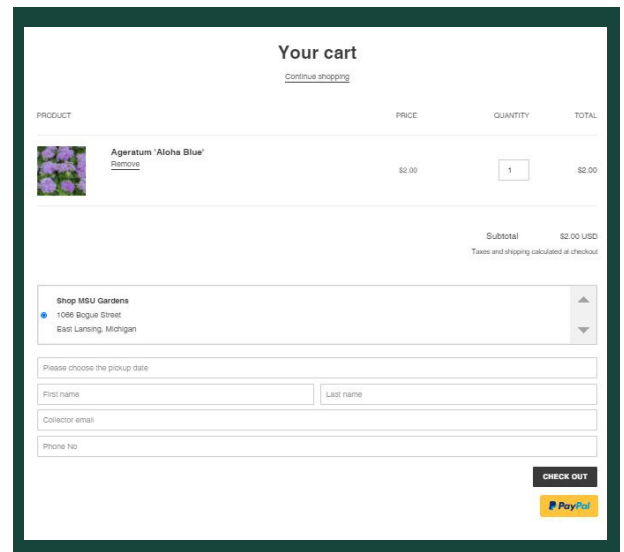 Your cart
Continue shopping
PRODUCT PRICE QUANTITY TOTAL
Ageratum 'Aloha Blue'
Remove
$2.00 1 $2.00
Subtotal $2.00 USD
Taxes and shipping calculated at checkout
Shop MSU Gardens
1066 Bogue Street
East Lansing, Michigan
Please choose the pickup date
First name Last name
Collector email
Phone No
CHECK OUT
PayPal